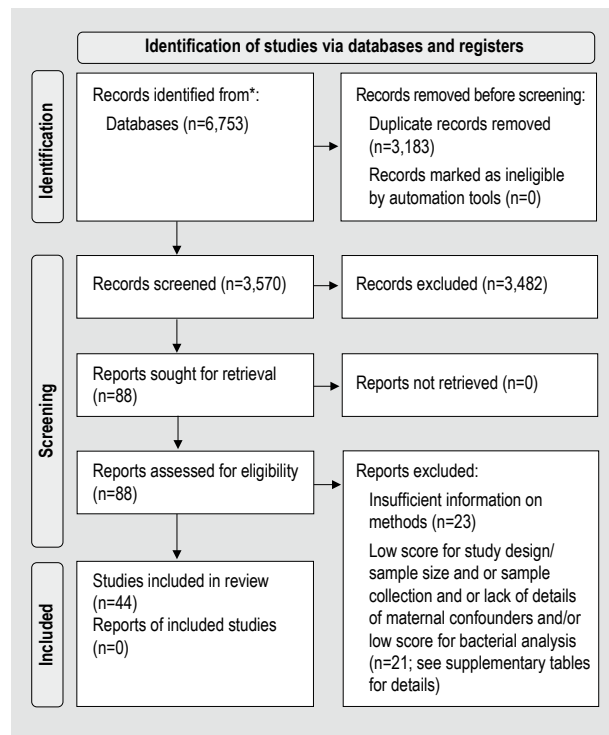 Identification of studies via databases and registers
Identification
Records identified from*:
Databases (n=6,753)
Records removed before screening:
Duplicate records removed
(n=3,183)
Records marked as ineligible
by automation tools (n=0)
Screening
Records screened (n=3,570)
Records excluded (n=3,482)
Reports sought for retrieval
(n=88)
Reports not retrieved (n=0)
Reports assessed for eligibility
(n=88)
Reports excluded:
Insufficient information on
methods (n=23)
Low score for study design/
sample size and or sample
collection and or lack of details
of maternal confounders and/or
low score for bacterial analysis
(n=21; see supplementary tables
for details)
Included
Studies included in review
(n=44)
Reports of included studies
(n=0)